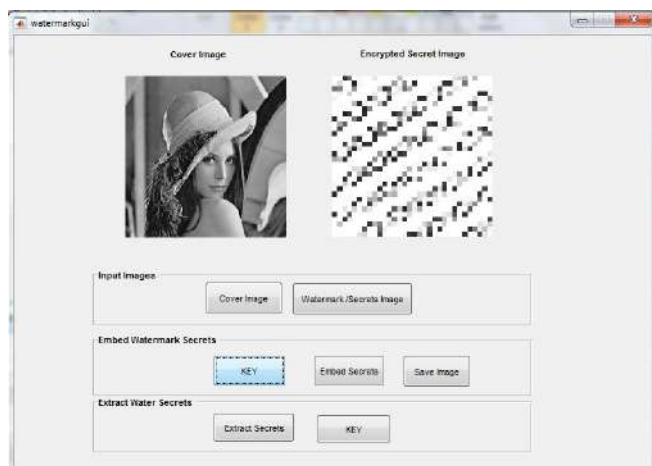 watermarkgui
Cover Image Encrypted Secret Image
Input Images
Cover Image Watermark /Secrets Image
Embed Watermark Secrets
KEY Embed Secrets Save Image
Extract Water Secrets
Extract Secrets KEY